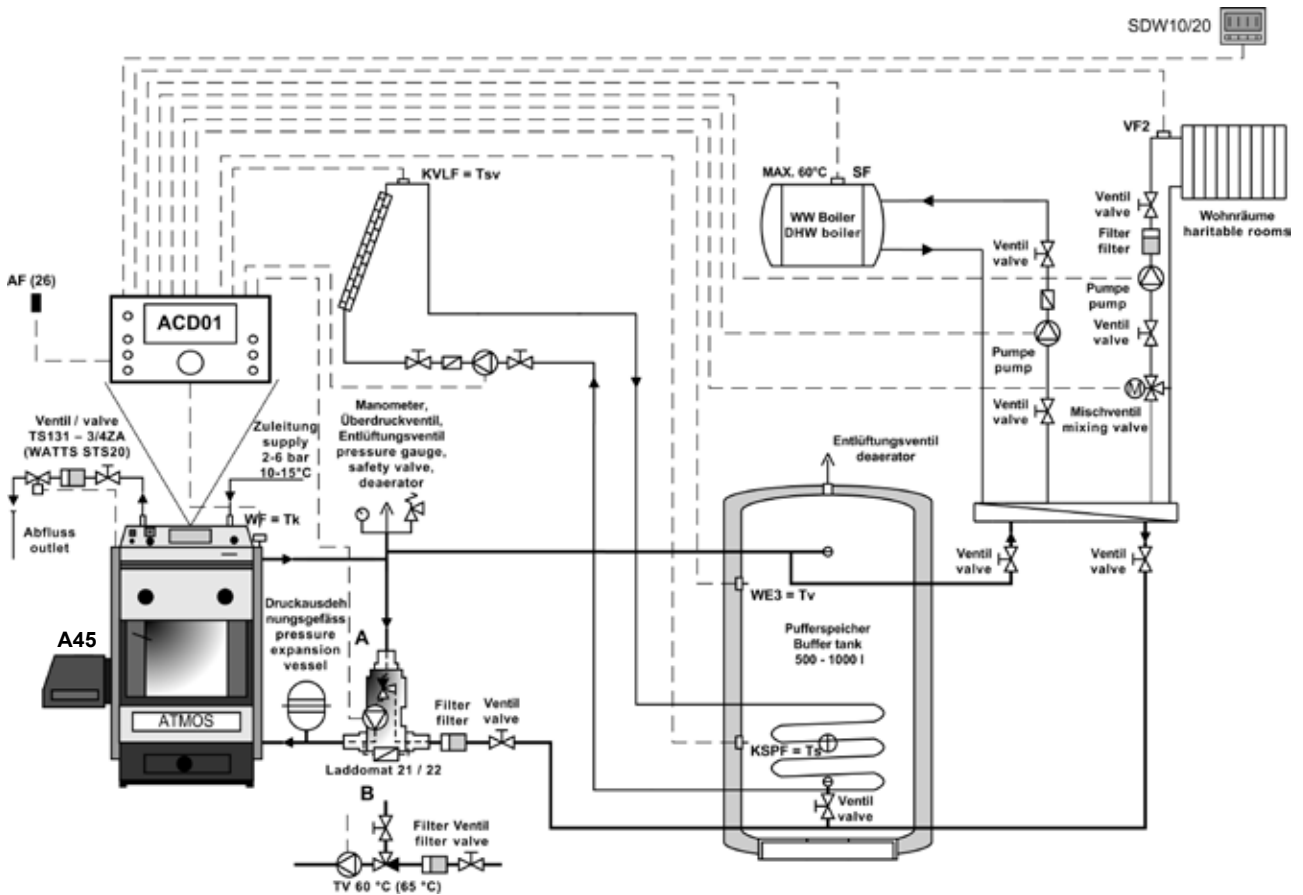 SDW10/20
VF2
KVLF = Tsv
MAX. 60°C
SF
WW Boiler
DHW boiler
Ventil
valve
Filter
filter
Wohnräume
haritable rooms
Ventil
valve
AF (26)
ACD01
Pumpe
pump
Ventil
valve
Pumpe
pump
M
Mischventil
mixing valve
Ventil
valve
Ventil / valve
TS131 – 3/4ZA
(WATTS STS20)
Zuleitung
supply
2-6 bar
10-15°C
Manometer,
Überdruckventil,
Entlüftungsventil
pressure gauge,
safety valve,
deaerator
Entlüftungsventil
deaerator
WF = Tk
Abfluss
outlet
Ventil
valve
Ventil
valve
WE3 = Tv
Druckausdeh
nungsgefäss
pressure
expansion
vessel
A
Pufferspeicher
Buffer tank
500 - 1000 l
A45
ATMOS
Filter
filter
Ventil
valve
KSPF = Ts
Laddomat 21 / 22
B
Ventil
valve
Filter Ventil
filter valve
TV 60 °C (65 °C)